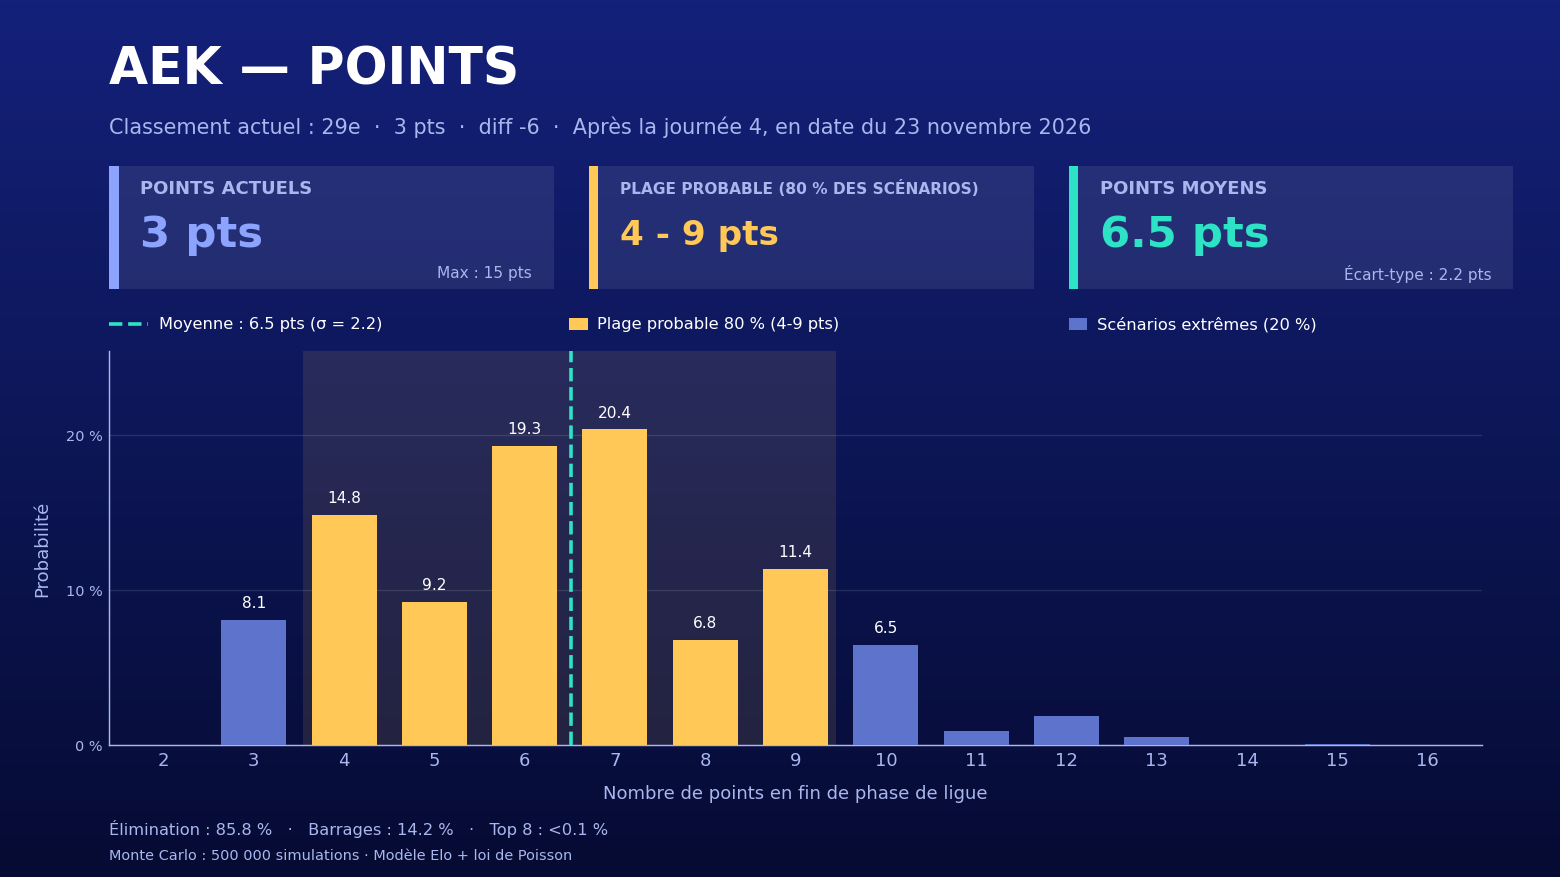 AEK — POINTS
Classement actuel : 29e · 3 pts · diff -6 · Après la journée 4, en date du 23 novembre 2026
POINTS ACTUELS
3 pts
Max : 15 pts
PLAGE PROBABLE (80 % DES SCÉNARIOS)
4 - 9 pts
POINTS MOYENS
6.5 pts
Écart-type : 2.2 pts
Moyenne : 6.5 pts (σ = 2.2)
Plage probable 80 % (4-9 pts)
Scénarios extrêmes (20 %)
Probabilité
20 %
10 %
0 %
8.1
14.8
9.2
19.3
20.4
6.8
11.4
6.5
2 3 4 5 6 7 8 9 10 11 12 13 14 15 16
Nombre de points en fin de phase de ligue
Élimination : 85.8 % · Barrages : 14.2 % · Top 8 : <0.1 %
Monte Carlo : 500 000 simulations · Modèle Elo + loi de Poisson